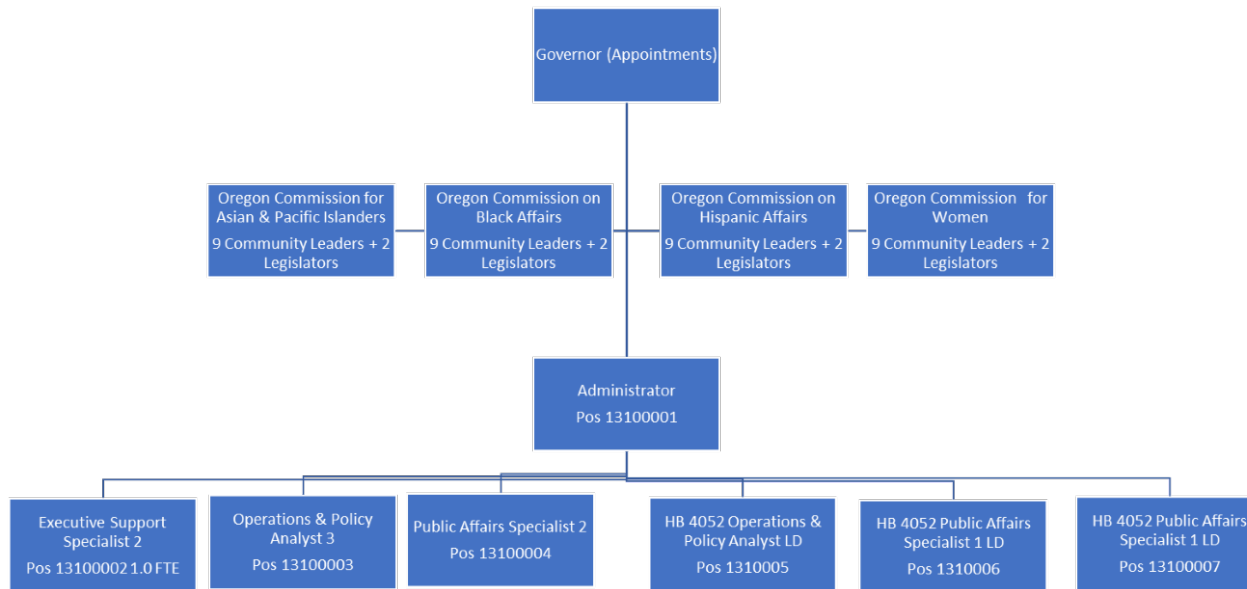 Governor (Appointments)
Oregon Commission for
Asian & Pacific Islanders
9 Community Leaders + 2
Legislators
Oregon Commission on
Black Affairs
9 Community Leaders + 2
Legislators
Oregon Commission on
Hispanic Affairs
9 Community Leaders + 2
Legislators
Oregon Commission for
Women
9 Community Leaders + 2
Legislators
Administrator
Pos 13100001
Executive Support
Specialist 2
Pos 13100002 1.0 FTE
Operations & Policy
Analyst 3
Pos 13100003
Public Affairs Specialist 2
Pos 13100004
HB 4052 Operations &
Policy Analyst LD
Pos 1310005
HB 4052 Public Affairs
Specialist 1 LD
Pos 1310006
HB 4052 Public Affairs
Specialist 1 LD
Pos 13100007